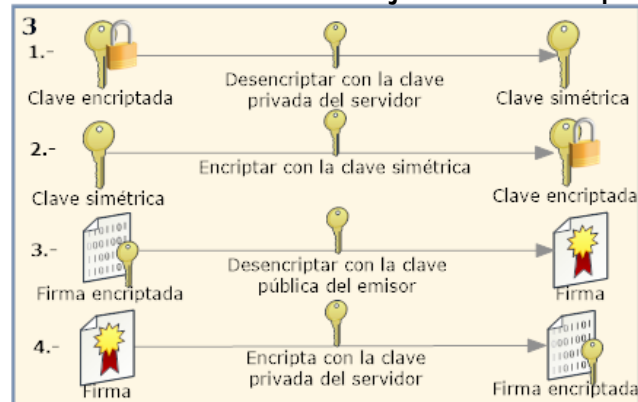 3
1.-
Clave encriptada
Desencriptar con la clave
privada del servidor
Clave simétrica
2.-
Clave simétrica
Encriptar con la clave simétrica
Clave encriptada
3.-
Firma encriptada
Desencriptar con la clave
pública del emisor
Firma
4.-
Firma
Encripta con la clave
privada del servidor
Firma encriptada